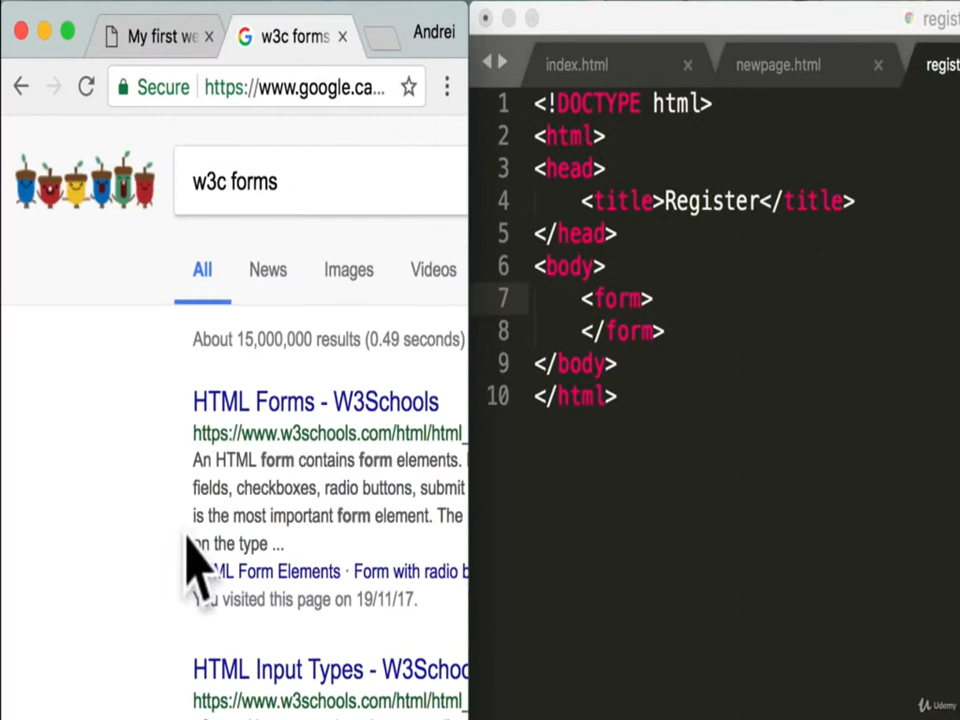 My first we
w3c forms
Andrei
Secure
https://www.google.ca...
w3c forms
All
News
Images
Videos
About 15,000,000 results (0.49 seconds)
HTML Forms - W3Schools
https://www.w3schools.com/html/html_
An HTML form contains form elements.
fields, checkboxes, radio buttons, submit
is the most important form element. The
on the type ...
ML Form Elements · Form with radio b
You visited this page on 19/11/17.
HTML Input Types - W3Schoo
https://www.w3schools.com/html/html_
regist
index.html
newpage.html
regist
1 <!DOCTYPE html>
2 <html>
3 <head>
4 <title>Register</title>
5 </head>
6 <body>
7 <form>
8 </form>
9 </body>
10 </html>
Udemy